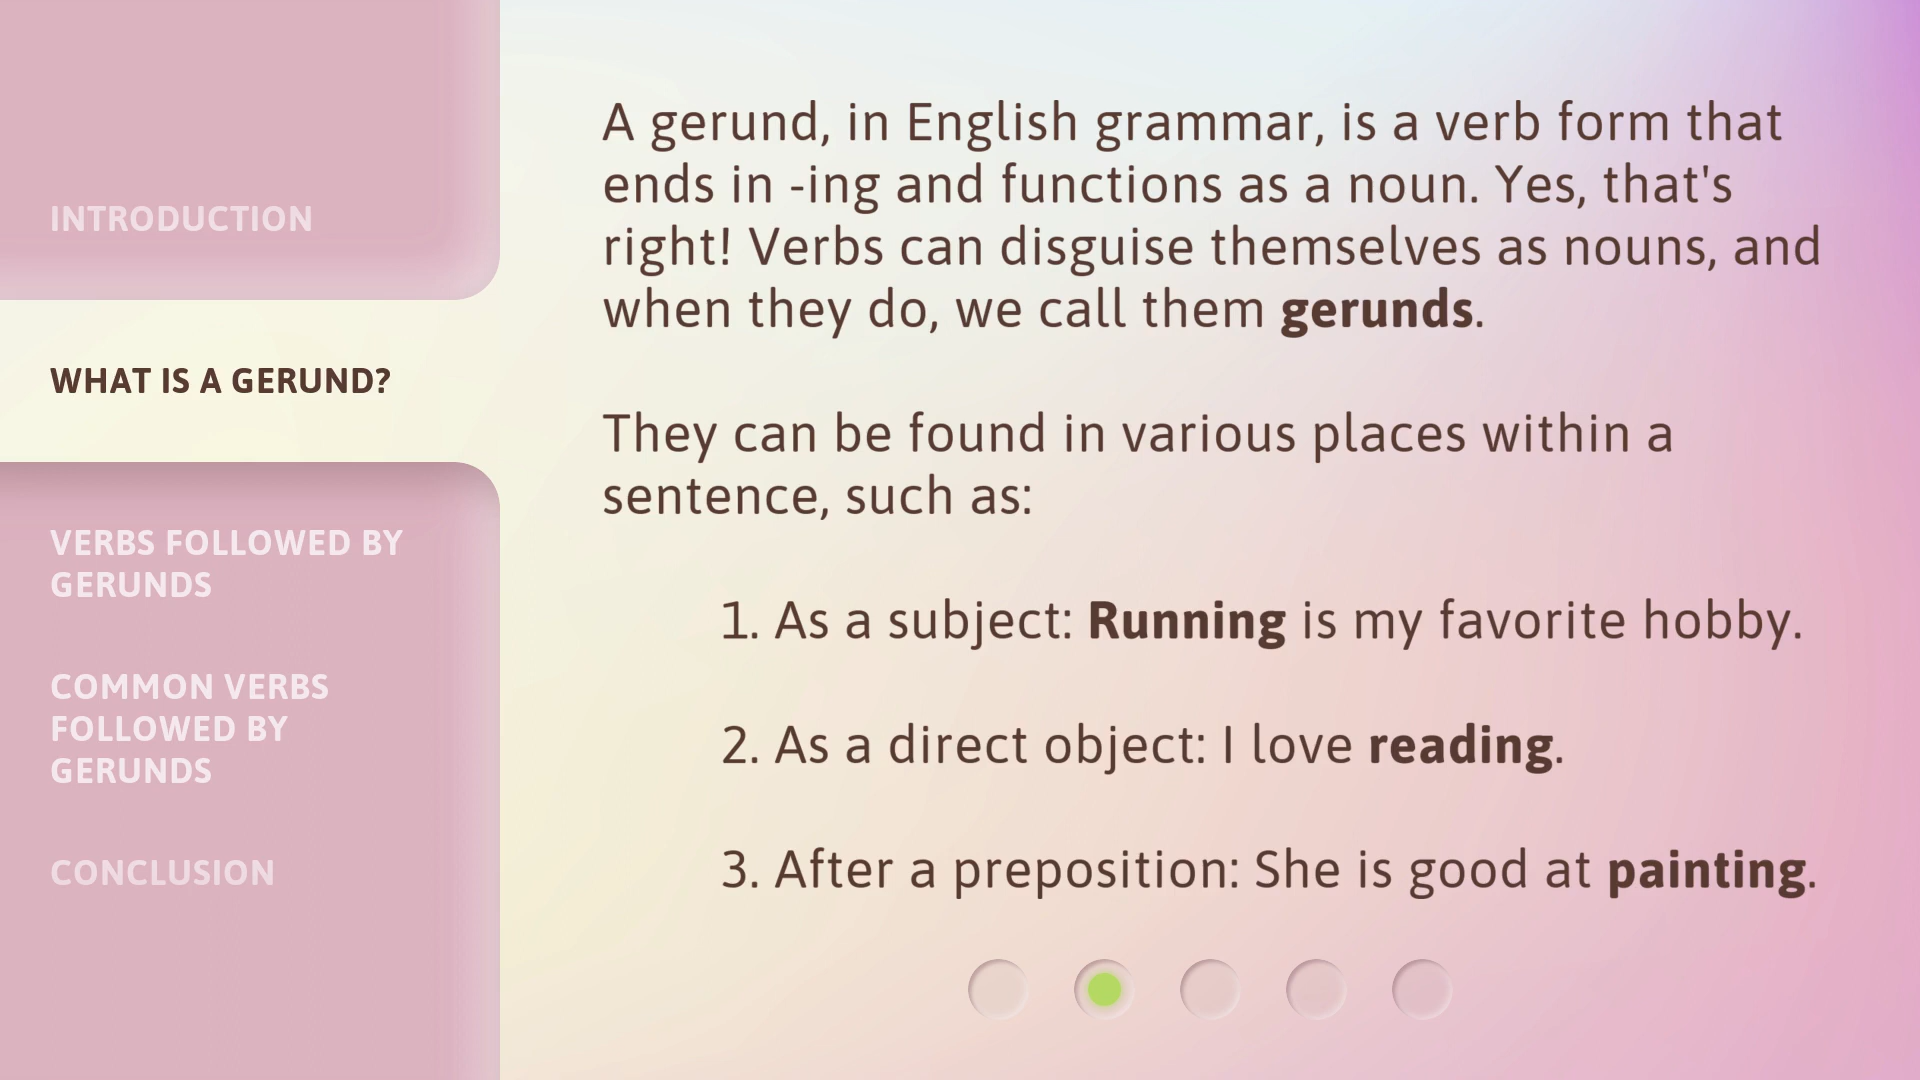 INTRODUCTION
WHAT IS A GERUND?
VERBS FOLLOWED BY
GERUNDS
COMMON VERBS
FOLLOWED BY
GERUNDS
CONCLUSION
A gerund, in English grammar, is a verb form that
ends in -ing and functions as a noun. Yes, that's
right! Verbs can disguise themselves as nouns, and
when they do, we call them gerunds.
They can be found in various places within a
sentence, such as:
1. As a subject: Running is my favorite hobby.
2. As a direct object: I love reading.
3. After a preposition: She is good at painting.